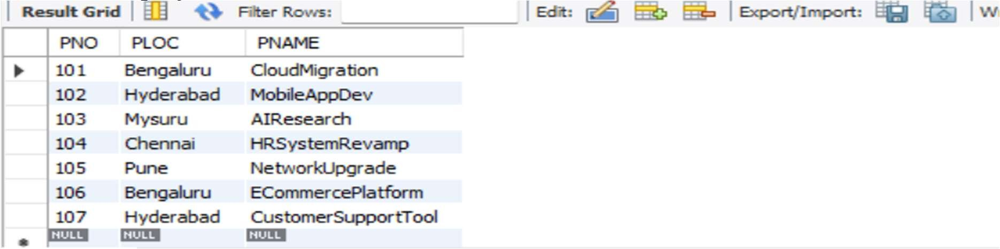 Result Grid Filter Rows: Edit: Export/Import:
PNO PLOC PNAME
101 Bengaluru CloudMigration
102 Hyderabad MobileAppDev
103 Mysuru AIResearch
104 Chennai HRSystemRevamp
105 Pune NetworkUpgrade
106 Bengaluru ECommercePlatform
107 Hyderabad CustomerSupportTool
NULL NULL NULL